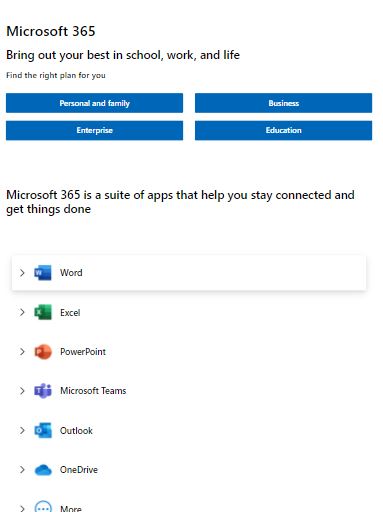 Microsoft 365
Bring out your best in school, work, and life
Find the right plan for you
Personal and family
Business
Enterprise
Education
Microsoft 365 is a suite of apps that help you stay connected and
get things done
Word
Excel
PowerPoint
Microsoft Teams
Outlook
OneDrive
More